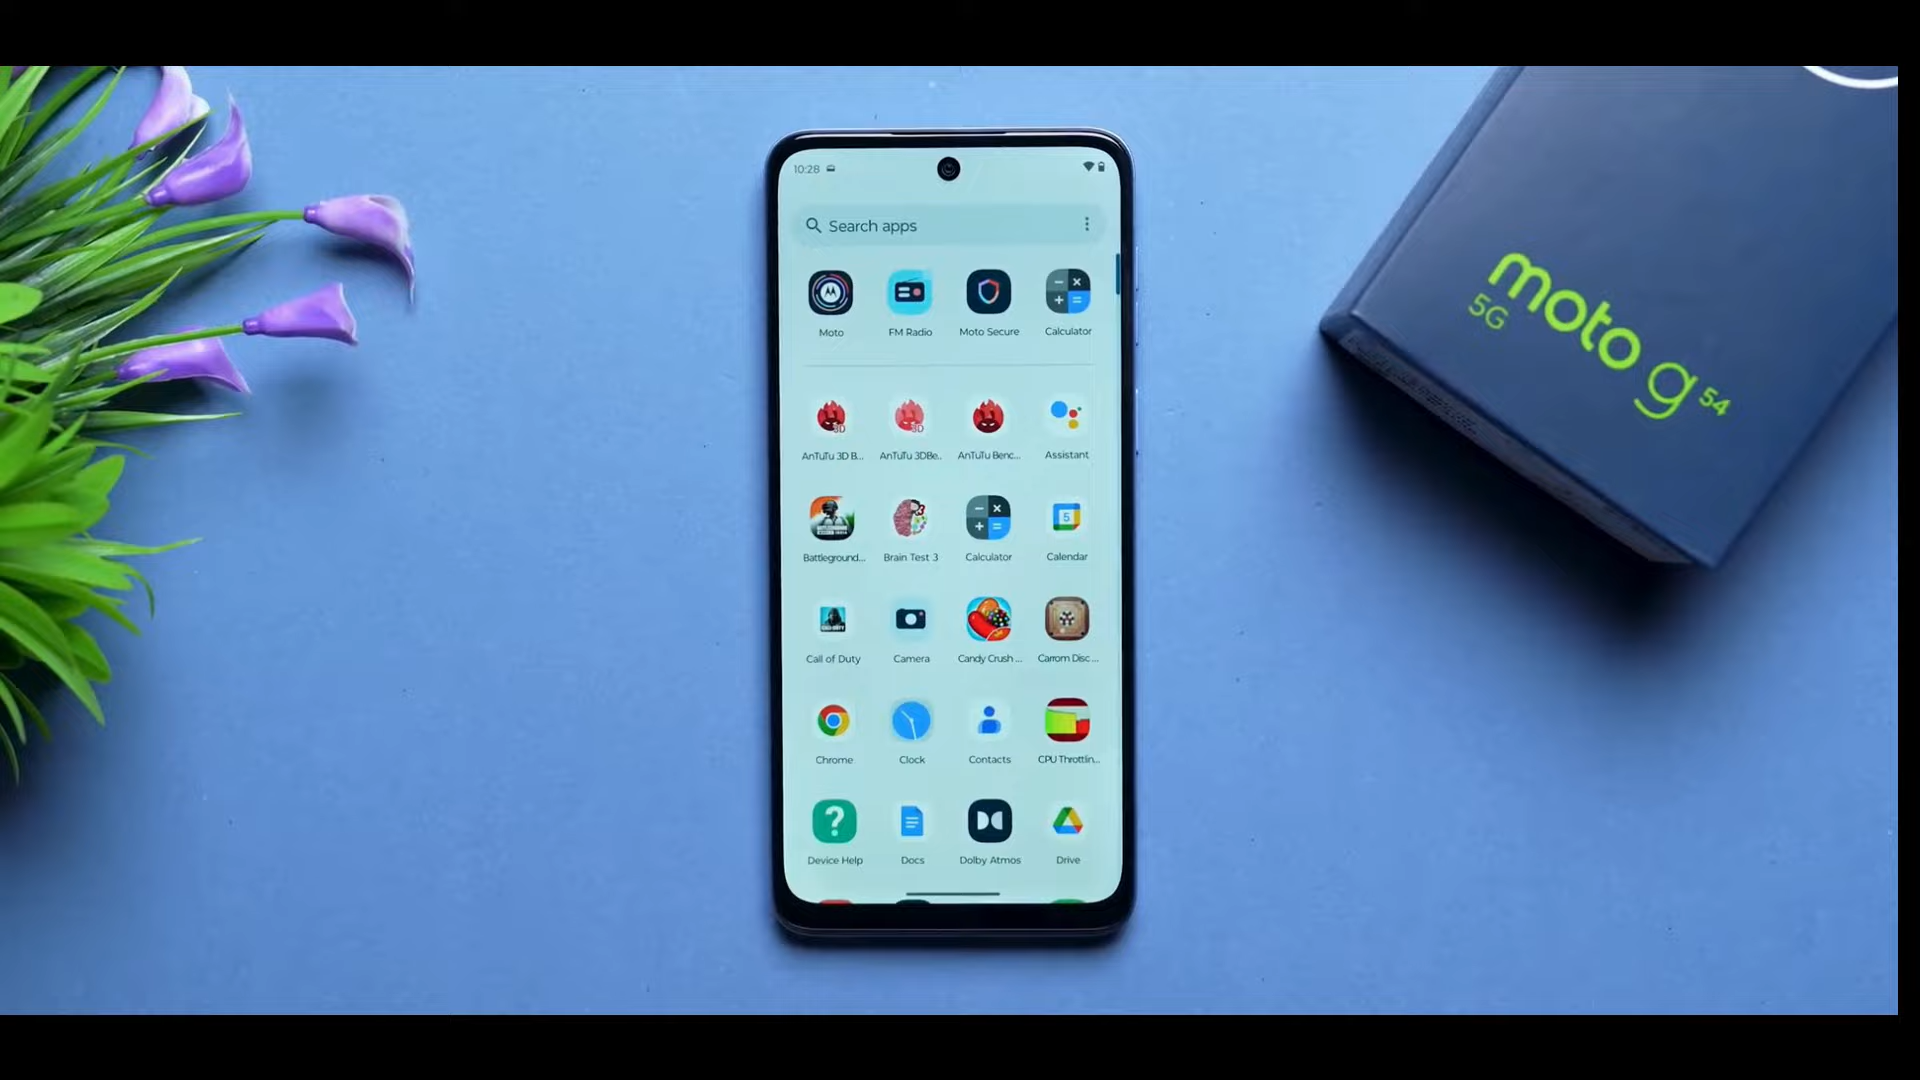 10:28
Search apps
Moto FM Radio Moto Secure Calculator
AnTuTu 3D B... AnTuTu 3DBe.. AnTuTu Benc... Assistant
5
Battleground... Brain Test 3 Calculator Calendar
Call of Duty Camera Candy Crush ... Carrom Disc ...
Chrome Clock Contacts CPU Throttlin...
Device Help Docs Dolby Atmos Drive
moto g 54
5G